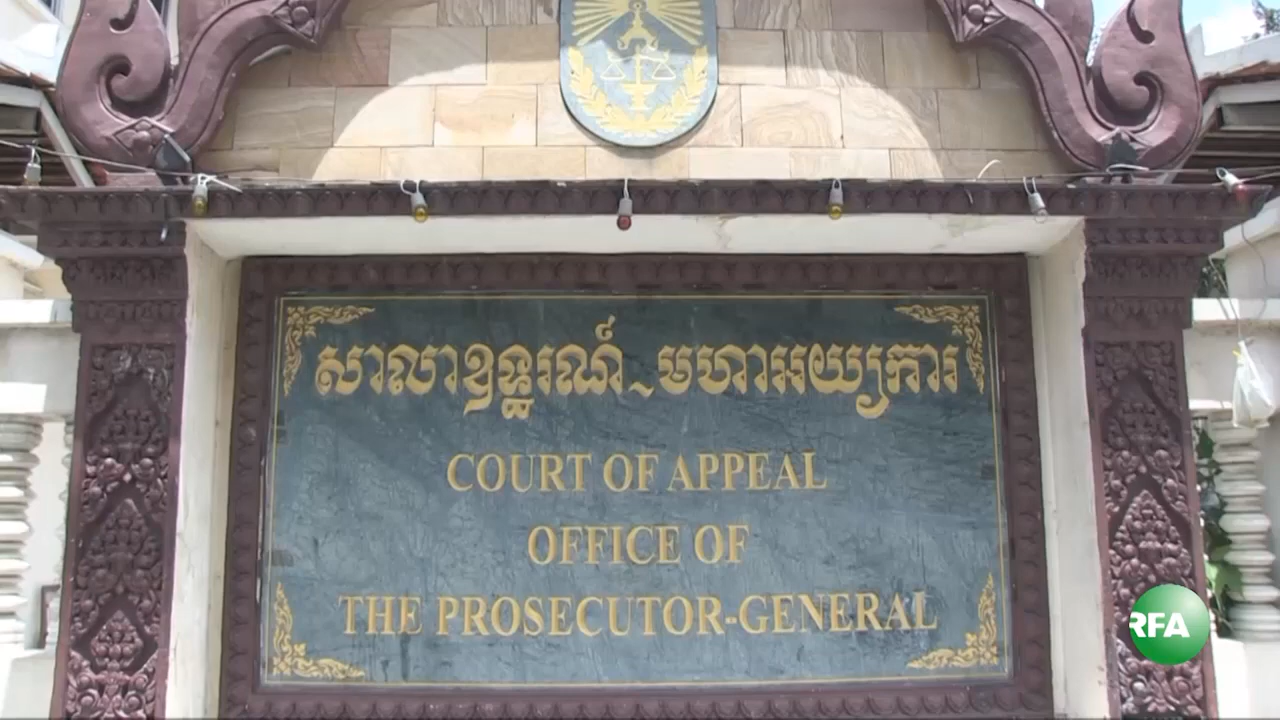 សាលាឧទ្ធរណ៍~មហាអយ្យការ
COURT OF APPEAL
OFFICE OF
THE PROSECUTOR-GENERAL
RFA